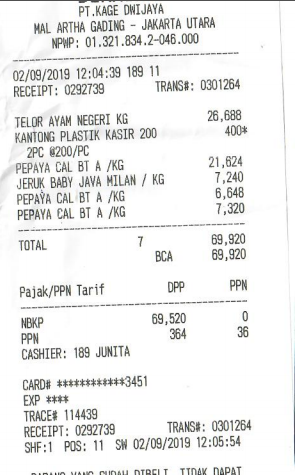 PT.KAGE DWIJAYA
MAL ARTHA GADING - JAKARTA UTARA
NPWP: 01.321.834.2-046.000
02/09/2019 12:04:39 189 11
RECEIPT: 0292739 TRANS#: 0301264
TELOR AYAM NEGERI KG 26,688
KANTONG PLASTIK KASIR 200 400*
2PC @200/PC
PEPAYA CAL BT A /KG 21,624
JERUK BABY JAVA MILAN / KG 7,240
PEPAYA CAL BT A /KG 6,648
PEPAYA CAL BT A /KG 7,320
TOTAL 7 69,920
BCA 69,920
Pajak/PPN Tarif DPP PPN
NBKP 69,520 0
PPN 364 36
CASHIER: 189 JUNITA
CARD# ************3451
EXP ****
TRACE# 114439
RECEIPT: 0292739 TRANS#: 0301264
SHF:1 POS: 11 SW 02/09/2019 12:05:54
BARANG YANG SUDAH DIBELI, TIDAK DAPAT